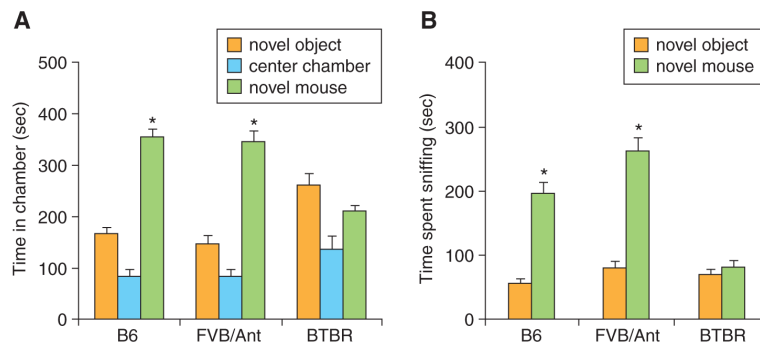 A
novel object
center chamber
novel mouse
Time in chamber (sec)
500
400
300
200
100
0
*
*
B6
FVB/Ant
BTBR
B
novel object
novel mouse
Time spent sniffing (sec)
400
300
200
100
0
*
*
B6
FVB/Ant
BTBR